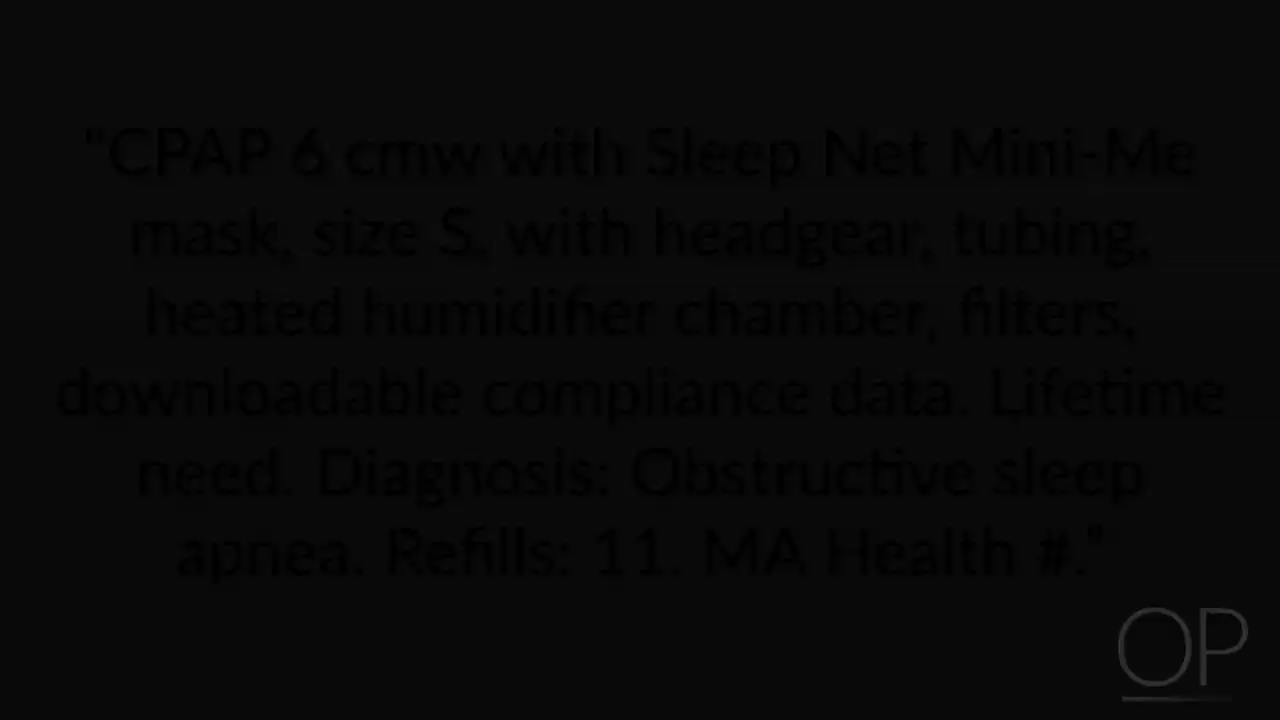 "CPAP 6 cmw with Sleep Net Mini-Me
mask, size S, with headgear, tubing,
heated humidifier chamber, filters,
downloadable compliance data. Lifetime
need. Diagnosis: Obstructive sleep
apnea. Refills: 11. MA Health #."
OP